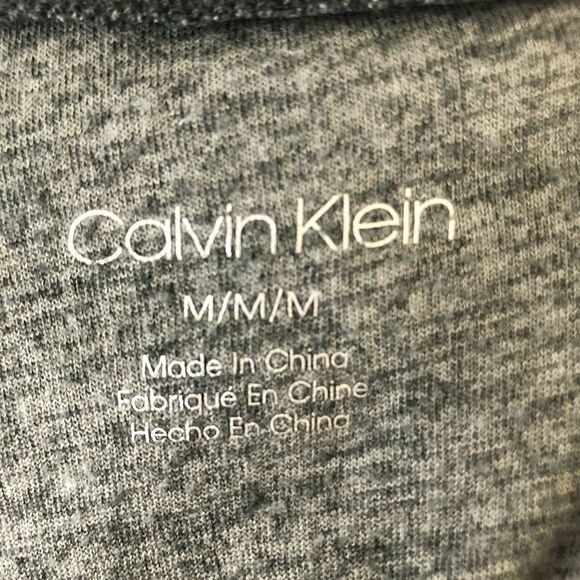 Calvin Klein
M/M/M
Made In China
Fabriqué En Chine
Hecho En China